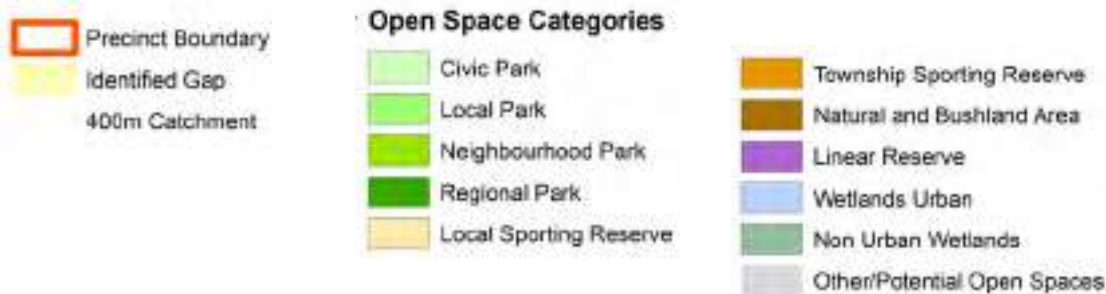 Precinct Boundary
Identified Gap
400m Catchment
Open Space Categories
Civic Park
Local Park
Neighbourhood Park
Regional Park
Local Sporting Reserve
Township Sporting Reserve
Natural and Bushland Area
Linear Reserve
Wetlands Urban
Non Urban Wetlands
Other/Potential Open Spaces